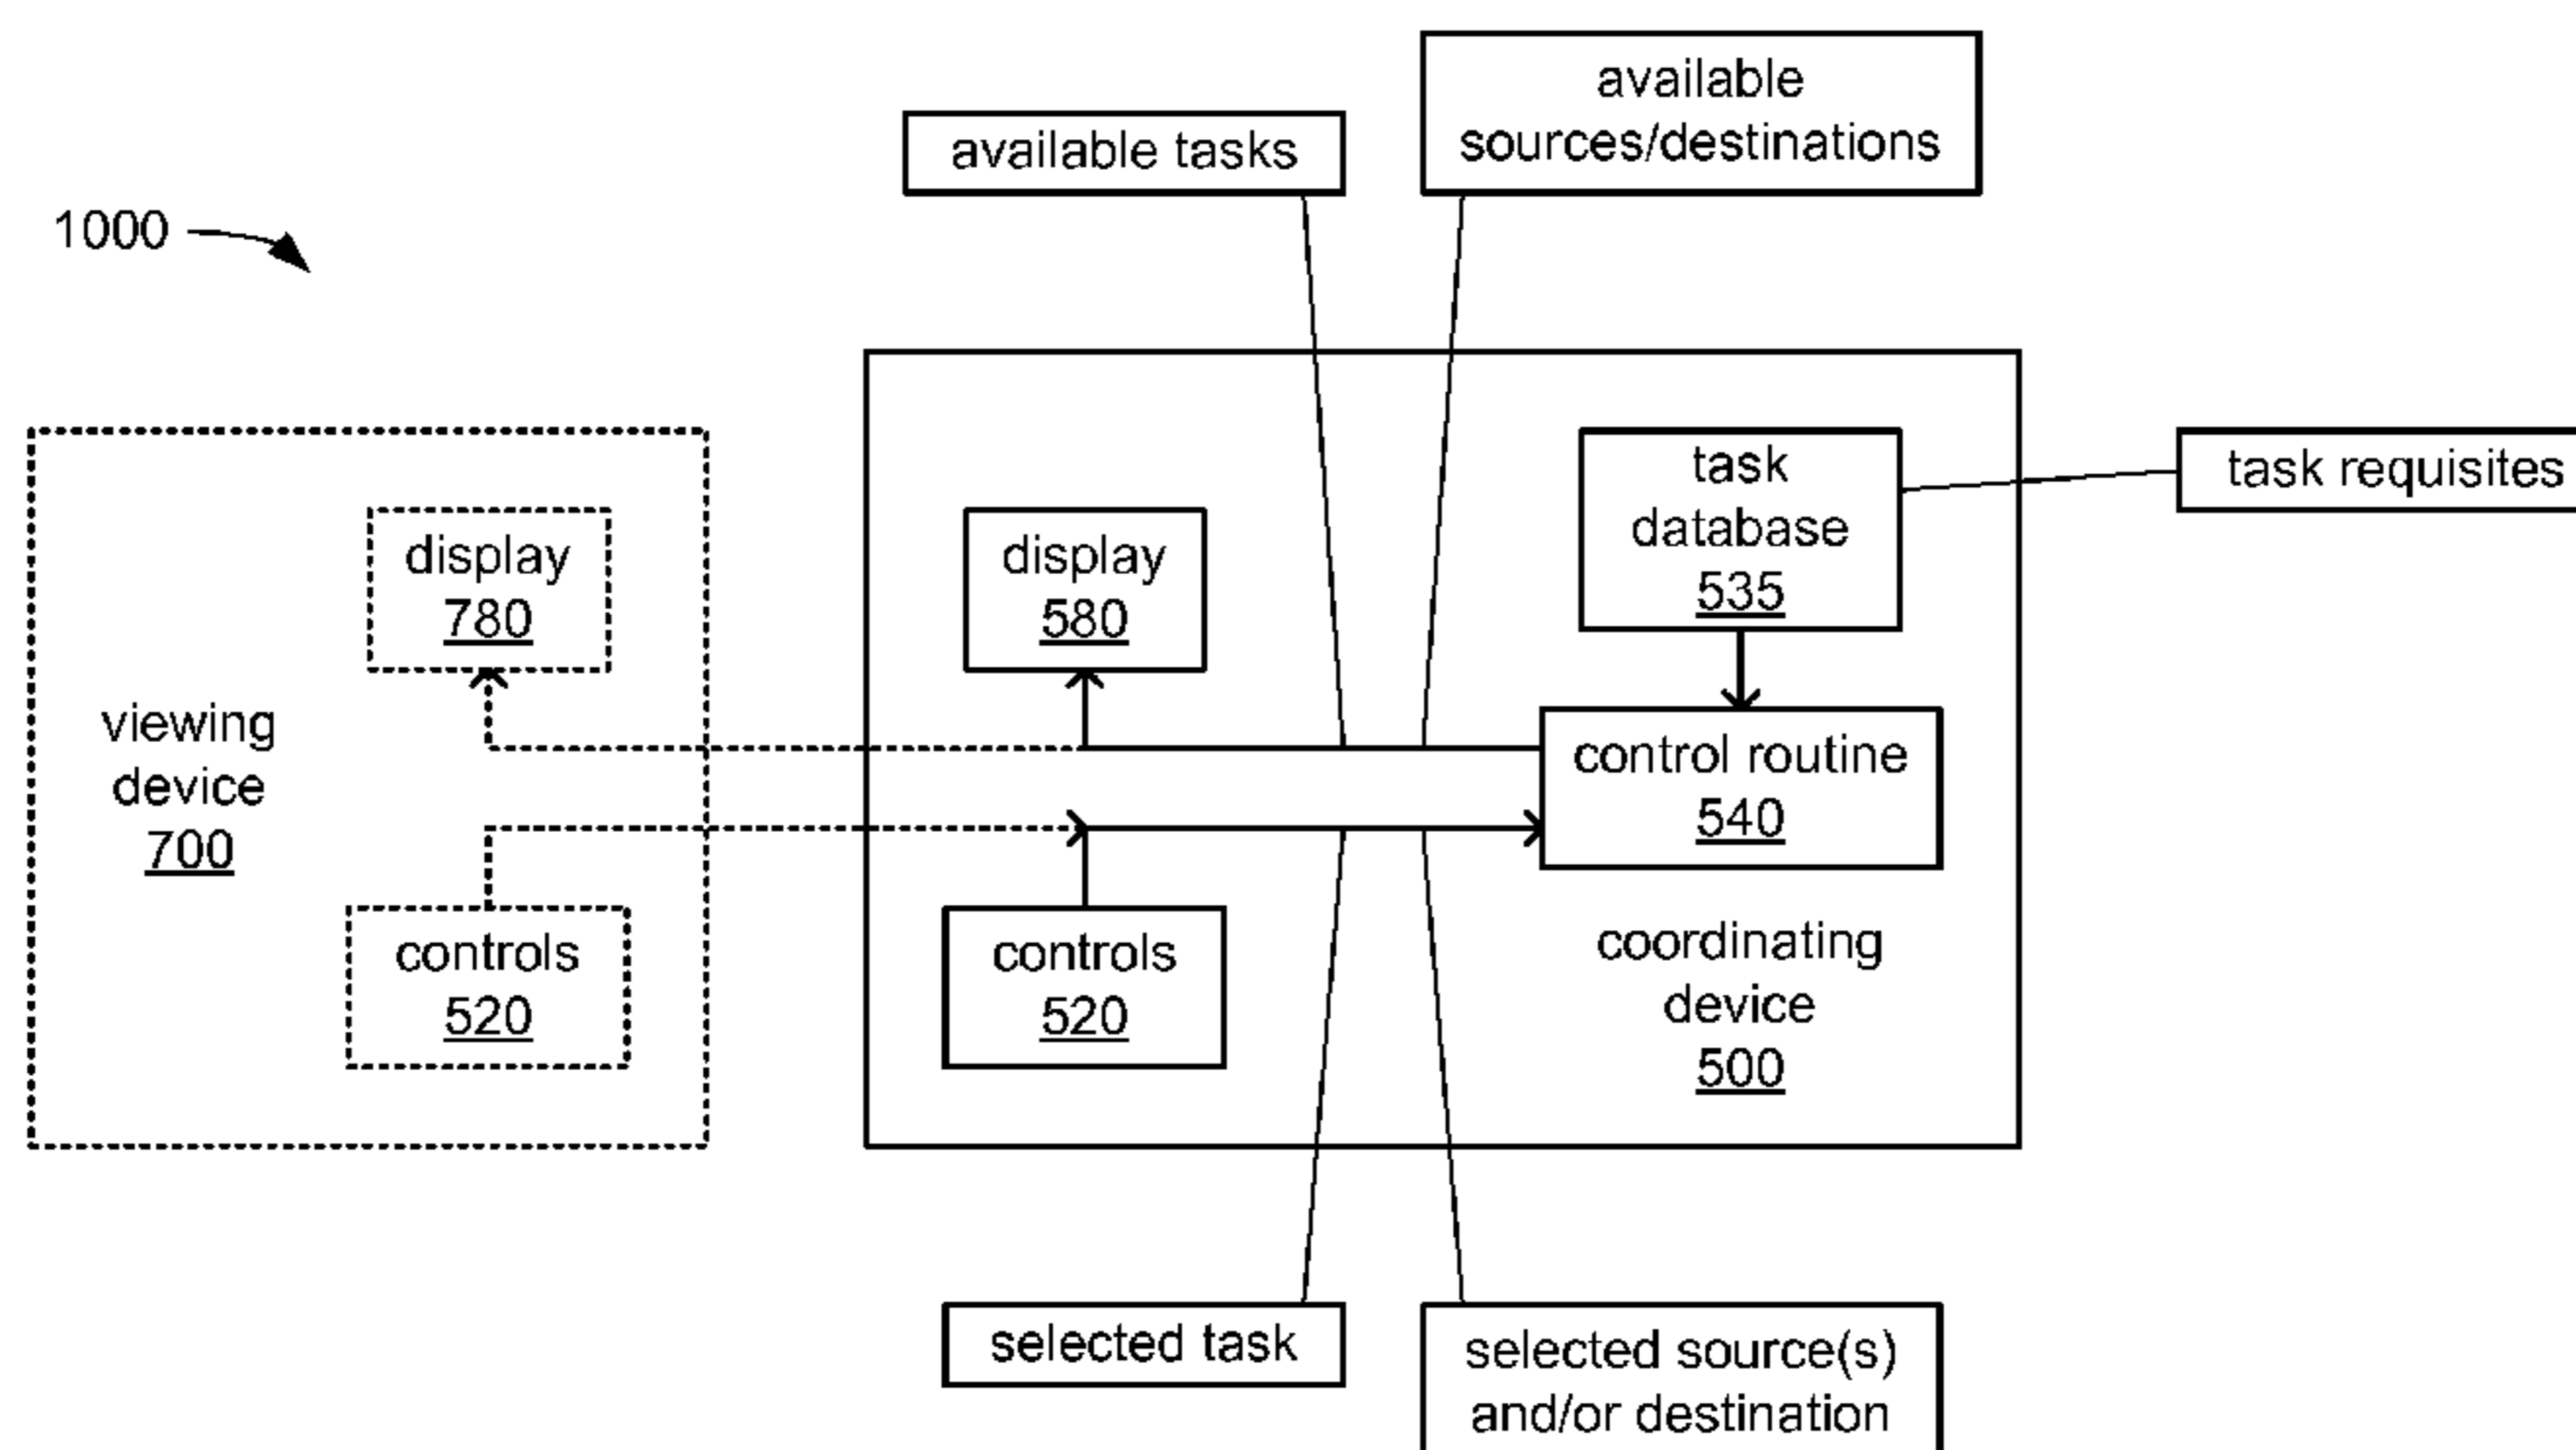 available
sources/destinations
available tasks
1000
task
database
535
task requisites
display
780
display
580
viewing
device
700
control routine
540
controls
520
controls
520
coordinating
device
500
selected task
selected source(s)
and/or destination